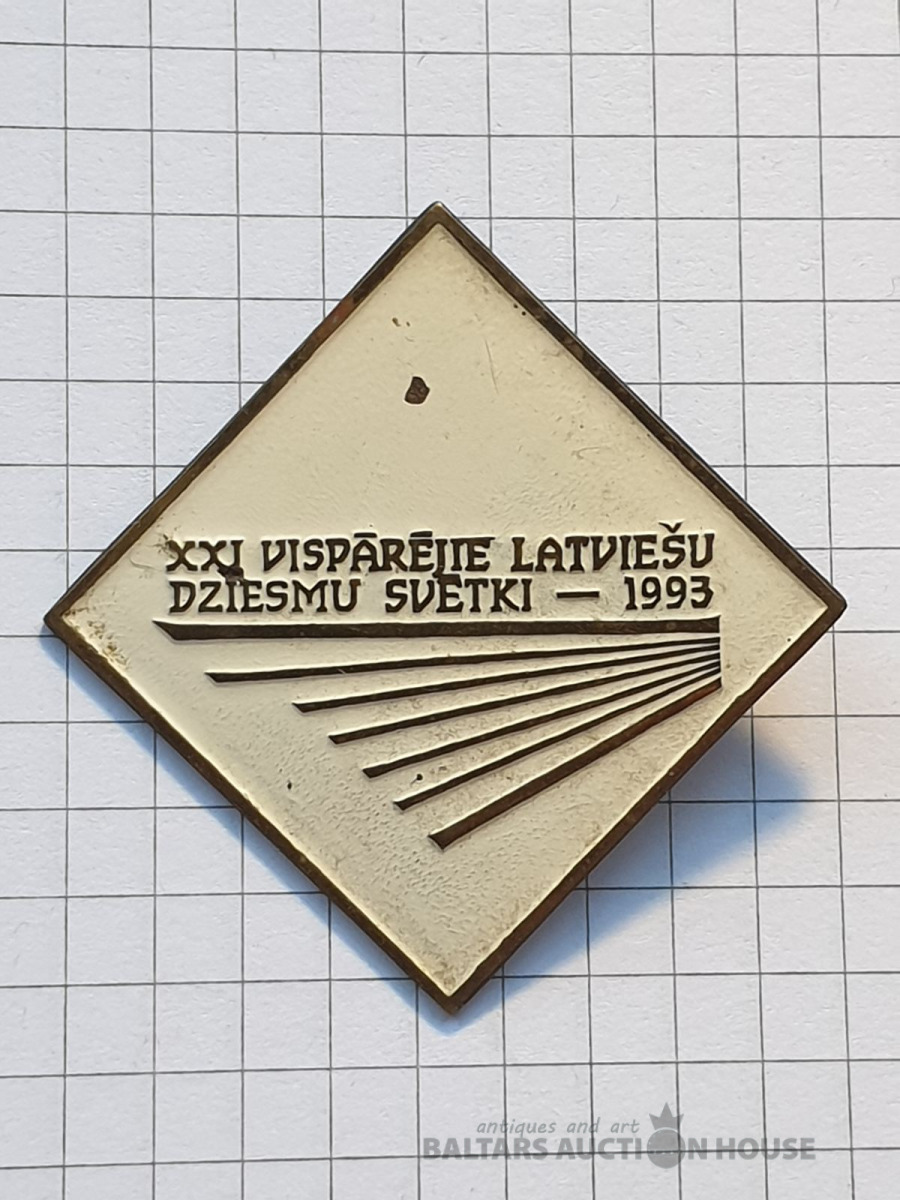 XXI VISPĀRĒJIE LATVIEŠU
DZIESMU SVĒTKI — 1993
antiques and art
BALTARS AUCTION HOUSE